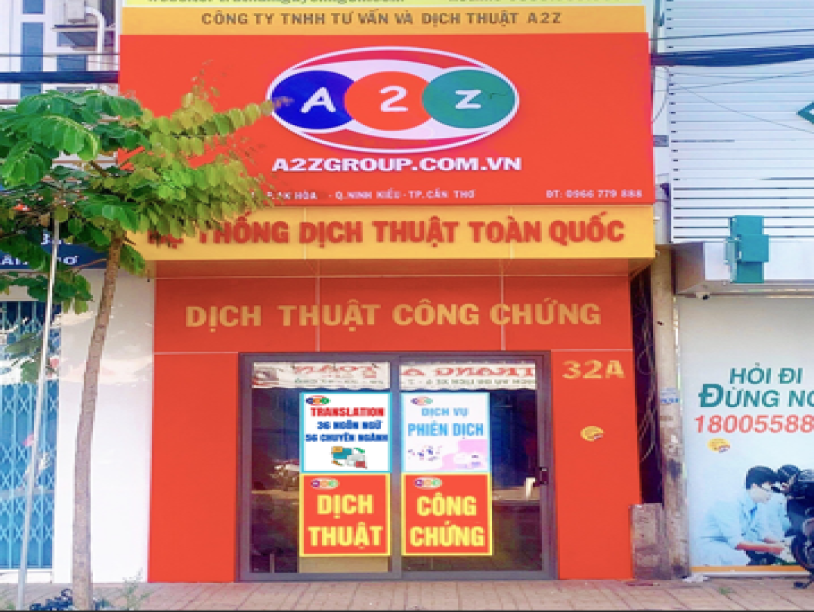 CÔNG TY TNHH TƯ VẤN VÀ DỊCH THUẬT A2Z
A 2 Z
A2ZGROUP.COM.VN
HÒA - Q.NINH KIỀU - TP.CẦN THƠ ĐT: 0966 779 888
THỐNG DỊCH THUẬT TOÀN QUỐC
DỊCH THUẬT CÔNG CHỨNG
32A
TRANSLATION
36 NGÔN NGỮ
56 CHUYÊN NGÀNH
DỊCH VỤ
PHIÊN DỊCH
DỊCH
THUẬT
CÔNG
CHỨNG
HỎI ĐI
ĐỪNG
18005588